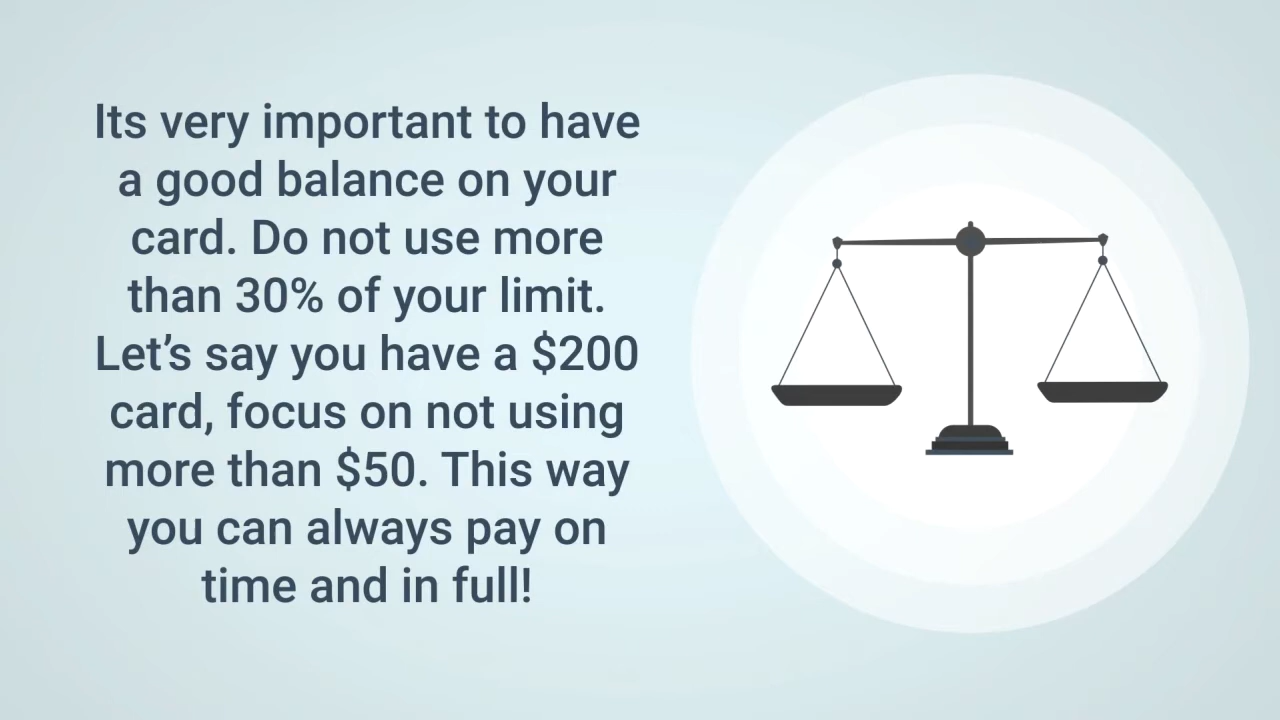 Its very important to have
a good balance on your
card. Do not use more
than 30% of your limit.
Let’s say you have a $200
card, focus on not using
more than $50. This way
you can always pay on
time and in full!